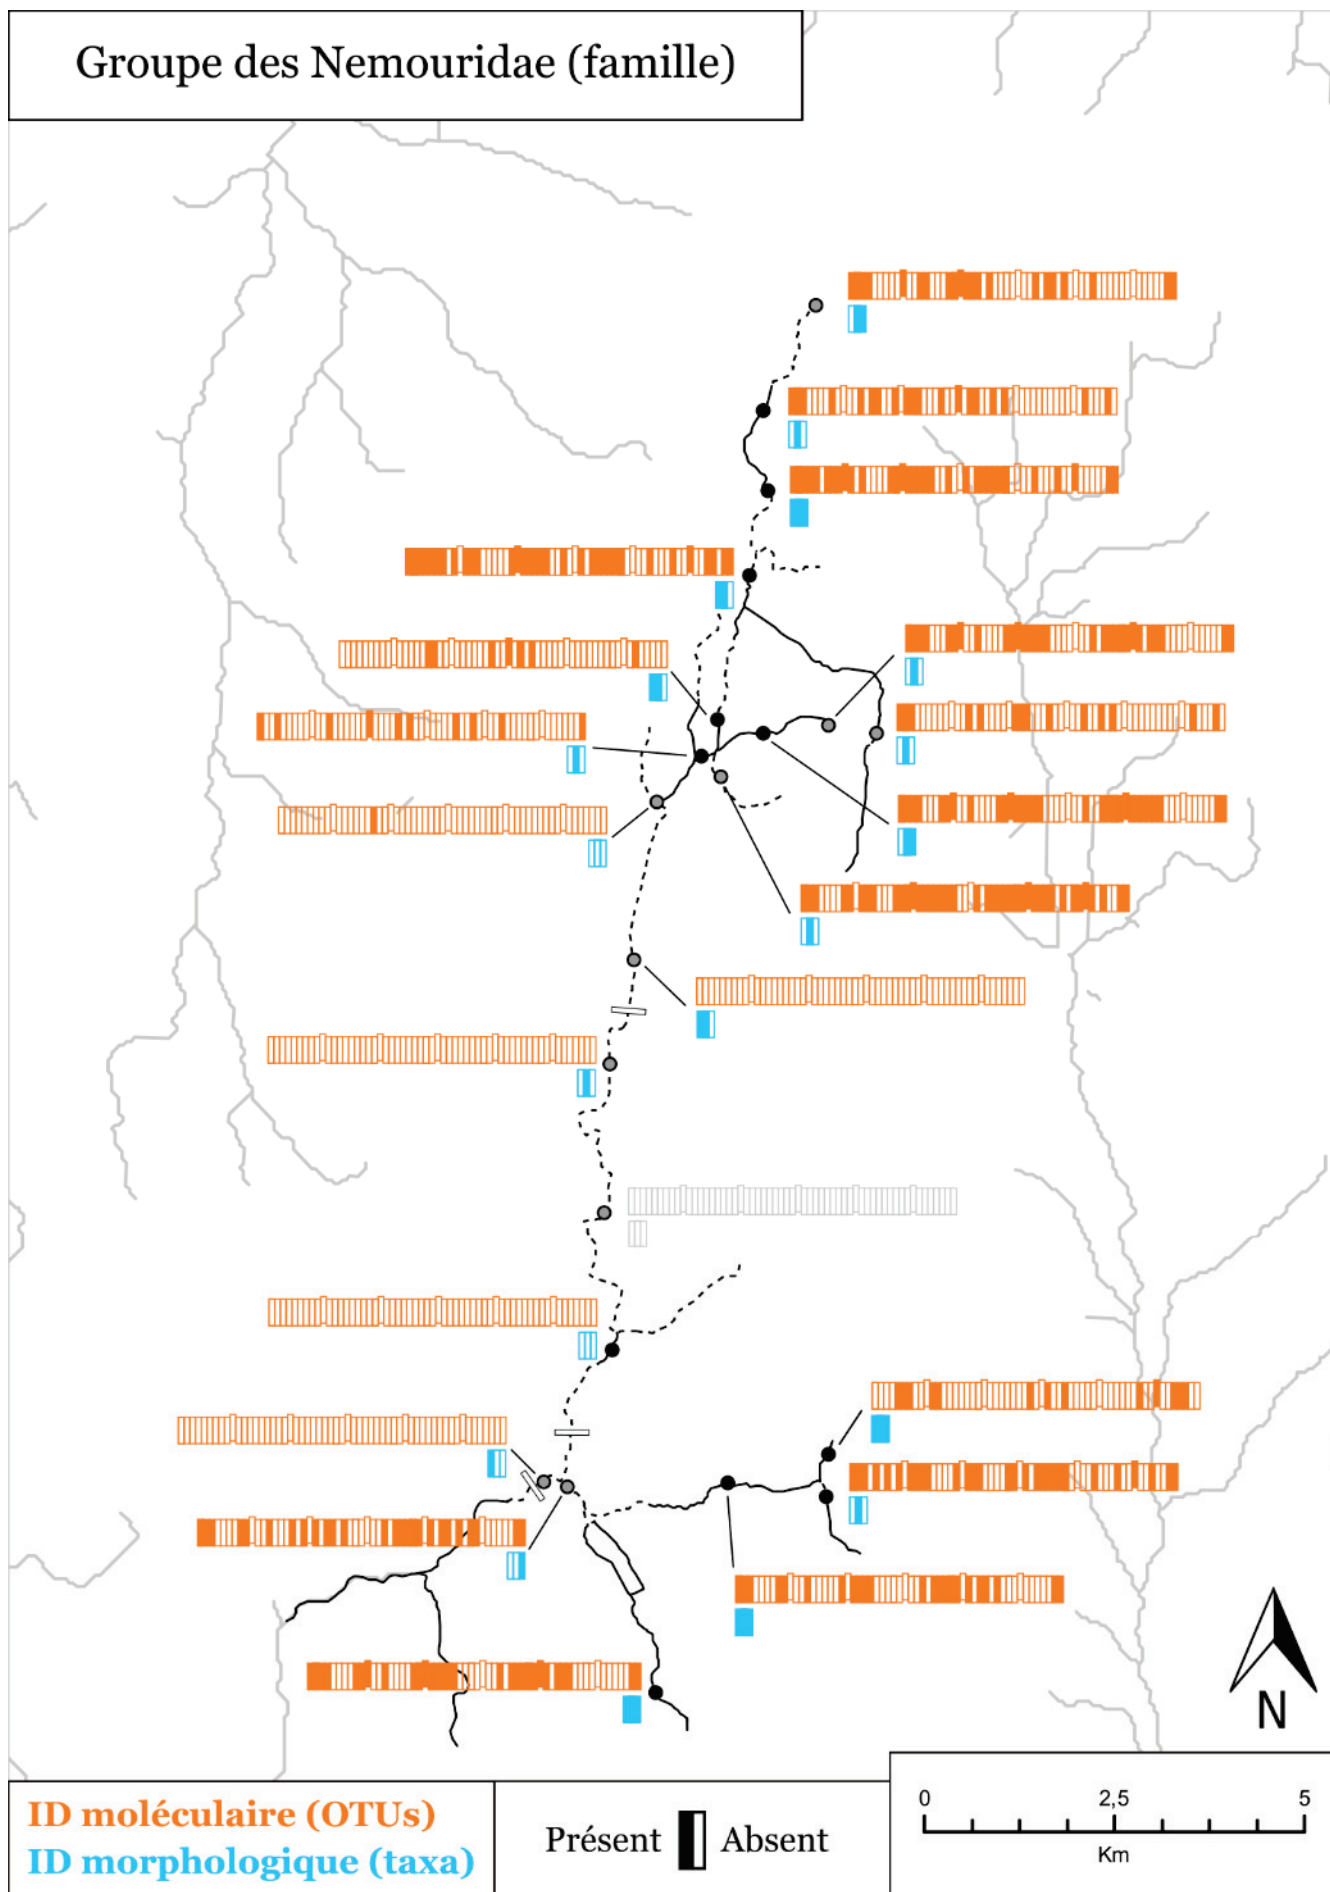 Groupe des Nemouridae (famille)
N
ID moléculaire (OTUs)
ID morphologique (taxa)
Présent Absent
0 2,5 5
Km